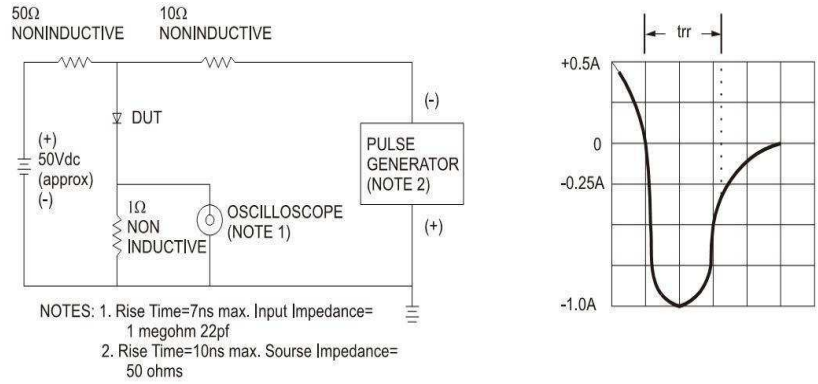 50Ω
NONINDUCTIVE
10Ω
NONINDUCTIVE
(+)
50Vdc
(approx)
(-)
DUT
1Ω
NON
INDUCTIVE
OSCILLOSCOPE
(NOTE 1)
(-)
PULSE
GENERATOR
(NOTE 2)
(+)
NOTES: 1. Rise Time=7ns max. Input Impedance=
1 megohm 22pf
2. Rise Time=10ns max. Sourse Impedance=
50 ohms
trr
+0.5A
0
-0.25A
-1.0A